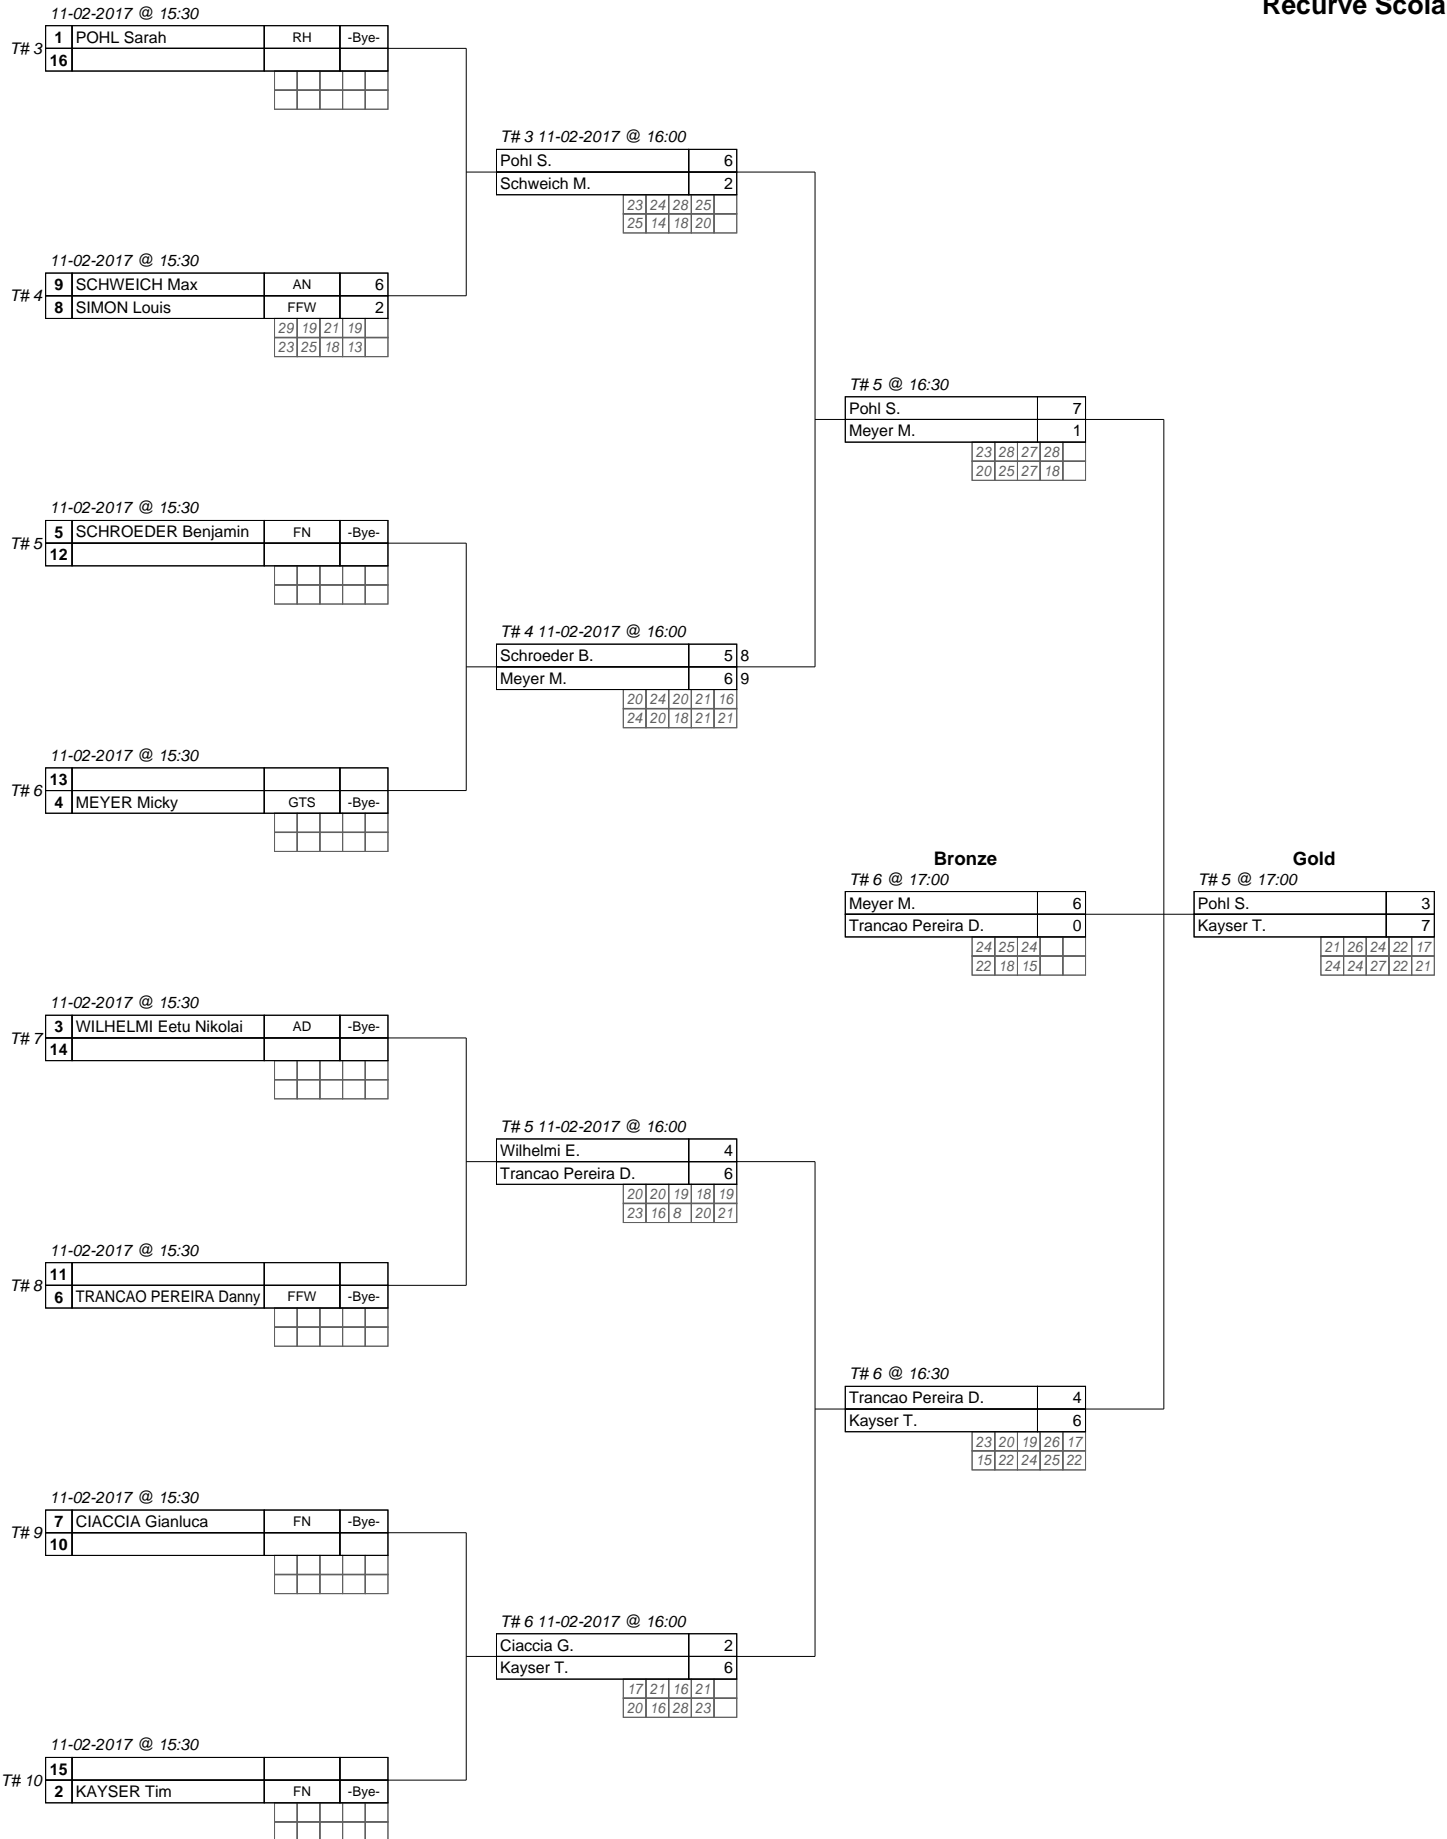 Recurve Scola
11-02-2017 @ 15:30
T# 3
1 POHL Sarah RH -Bye-
16
T# 3 11-02-2017 @ 16:00
Pohl S. 6
Schweich M. 2
23 24 28 25
25 14 18 20
11-02-2017 @ 15:30
T# 4
9 SCHWEICH Max AN 6
8 SIMON Louis FFW 2
29 19 21 19
23 25 18 13
T# 5 @ 16:30
Pohl S. 7
Meyer M. 1
23 28 27 28
20 25 27 18
11-02-2017 @ 15:30
T# 5
5 SCHROEDER Benjamin FN -Bye-
12
T# 4 11-02-2017 @ 16:00
Schroeder B. 5 8
Meyer M. 6 9
20 24 20 21 16
24 20 18 21 21
11-02-2017 @ 15:30
T# 6
13
4 MEYER Micky GTS -Bye-
Bronze
T# 6 @ 17:00
Meyer M. 6
Trancao Pereira D. 0
24 25 24
22 18 15
Gold
T# 5 @ 17:00
Pohl S. 3
Kayser T. 7
21 26 24 22 17
24 24 27 22 21
11-02-2017 @ 15:30
T# 7
3 WILHELMI Eetu Nikolai AD -Bye-
14
T# 5 11-02-2017 @ 16:00
Wilhelmi E. 4
Trancao Pereira D. 6
20 20 19 18 19
23 16 8 20 21
11-02-2017 @ 15:30
T# 8
11
6 TRANCAO PEREIRA Danny FFW -Bye-
T# 6 @ 16:30
Trancao Pereira D. 4
Kayser T. 6
23 20 19 26 17
15 22 24 25 22
11-02-2017 @ 15:30
T# 9
7 CIACCIA Gianluca FN -Bye-
10
T# 6 11-02-2017 @ 16:00
Ciaccia G. 2
Kayser T. 6
17 21 16 21
20 16 28 23
11-02-2017 @ 15:30
T# 10
15
2 KAYSER Tim FN -Bye-